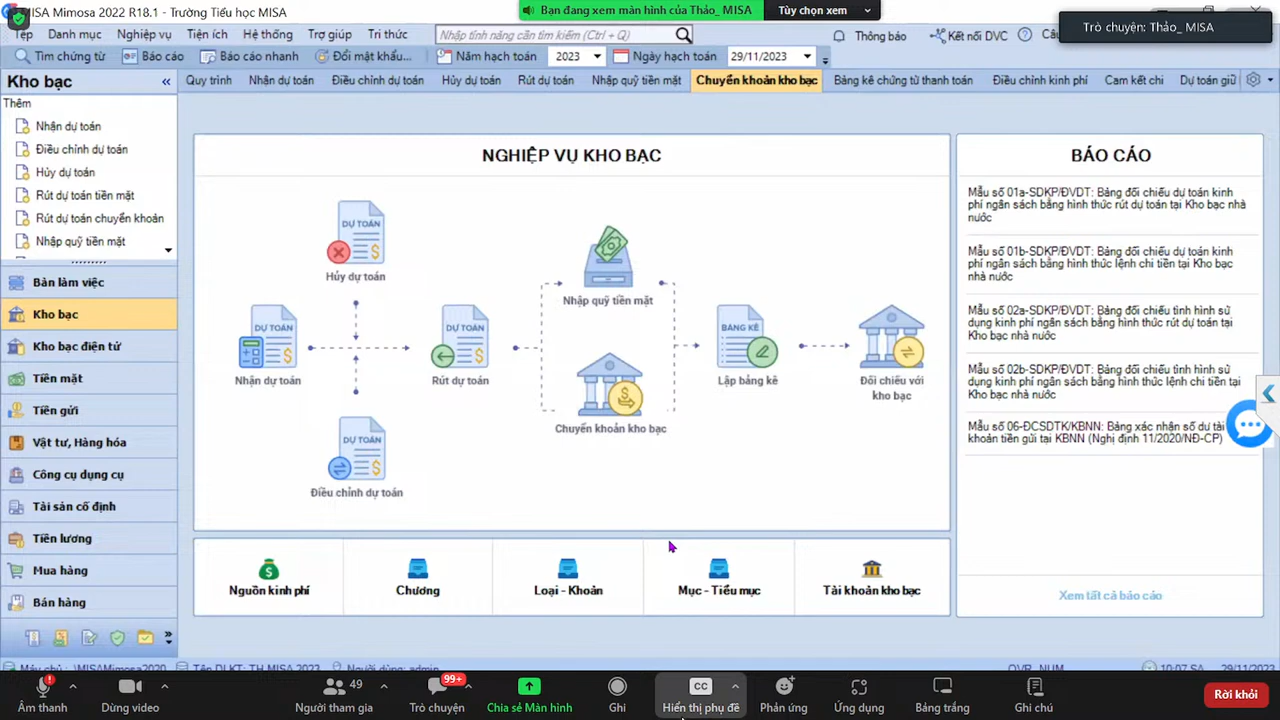 MISA Mimosa 2022 R18.1 - Trường Tiểu học MISA
Bạn đang xem màn hình của Thảo_ MISA
Tùy chọn xem
Trò chuyện: Thảo_ MISA
Tệp Danh mục Nghiệp vụ Tiện ích Hệ thống Trợ giúp Tri thức
Nhập tính năng cần tìm kiếm (Ctrl + Q)
Thông báo Kết nối DVC
Tìm chứng từ Báo cáo Báo cáo nhanh Đổi mật khẩu... Năm hạch toán 2023 Ngày hạch toán 29/11/2023
Kho bạc «
Quy trình Nhận dự toán Điều chỉnh dự toán Hủy dự toán Rút dự toán Nhập quỹ tiền mặt Chuyển khoản kho bạc Bảng kê chứng từ thanh toán Điều chỉnh kinh phí Cam kết chi Dự toán giữ
Thêm
Nhận dự toán
Điều chỉnh dự toán
Hủy dự toán
Rút dự toán tiền mặt
Rút dự toán chuyển khoản
Nhập quỹ tiền mặt
Bàn làm việc
Kho bạc
Kho bạc điện tử
Tiền mặt
Tiền gửi
Vật tư, Hàng hóa
Công cụ dụng cụ
Tài sản cố định
Tiền lương
Mua hàng
Bán hàng
NGHIỆP VỤ KHO BẠC
DỰ TOÁN
Hủy dự toán
Nhập quỹ tiền mặt
DỰ TOÁN
Nhận dự toán
DỰ TOÁN
Rút dự toán
BẢNG KÊ
Lập bảng kê
Đối chiếu với
kho bạc
Chuyển khoản kho bạc
DỰ TOÁN
Điều chỉnh dự toán
Nguồn kinh phí
Chương
Loại - Khoản
Mục - Tiểu mục
Tài khoản kho bạc
BÁO CÁO
Mẫu số 01a-SDKP/ĐVDT: Bảng đối chiếu dự toán kinh
phí ngân sách bằng hình thức rút dự toán tại Kho bạc nhà
nước
Mẫu số 01b-SDKP/ĐVDT: Bảng đối chiếu dự toán kinh
phí ngân sách bằng hình thức lệnh chi tiền tại Kho bạc
nhà nước
Mẫu số 02a-SDKP/ĐVDT: Bảng đối chiếu tình hình sử
dụng kinh phí ngân sách bằng hình thức rút dự toán tại
Kho bạc nhà nước
Mẫu số 02b-SDKP/ĐVDT: Bảng đối chiếu tình hình sử
dụng kinh phí ngân sách bằng hình thức lệnh chi tiền tại
Kho bạc nhà nước
Mẫu số 06-ĐCSDTK/KBNN: Bảng xác nhận số dư tài
khoản tiền gửi tại KBNN (Nghị định 11/2020/NĐ-CP)
Xem tất cả báo cáo
Máy chủ : .\MISAMimosa2020 Tên DLKT: TH MISA 2023 Người dùng: admin OVR NUM 10:07 SA 29/11/2023
49 99+ CC
Âm thanh Dừng video Người tham gia Trò chuyện Chia sẻ Màn hình Ghi Hiển thị phụ đề Phản ứng Ứng dụng Bảng trắng Ghi chú Rời khỏi